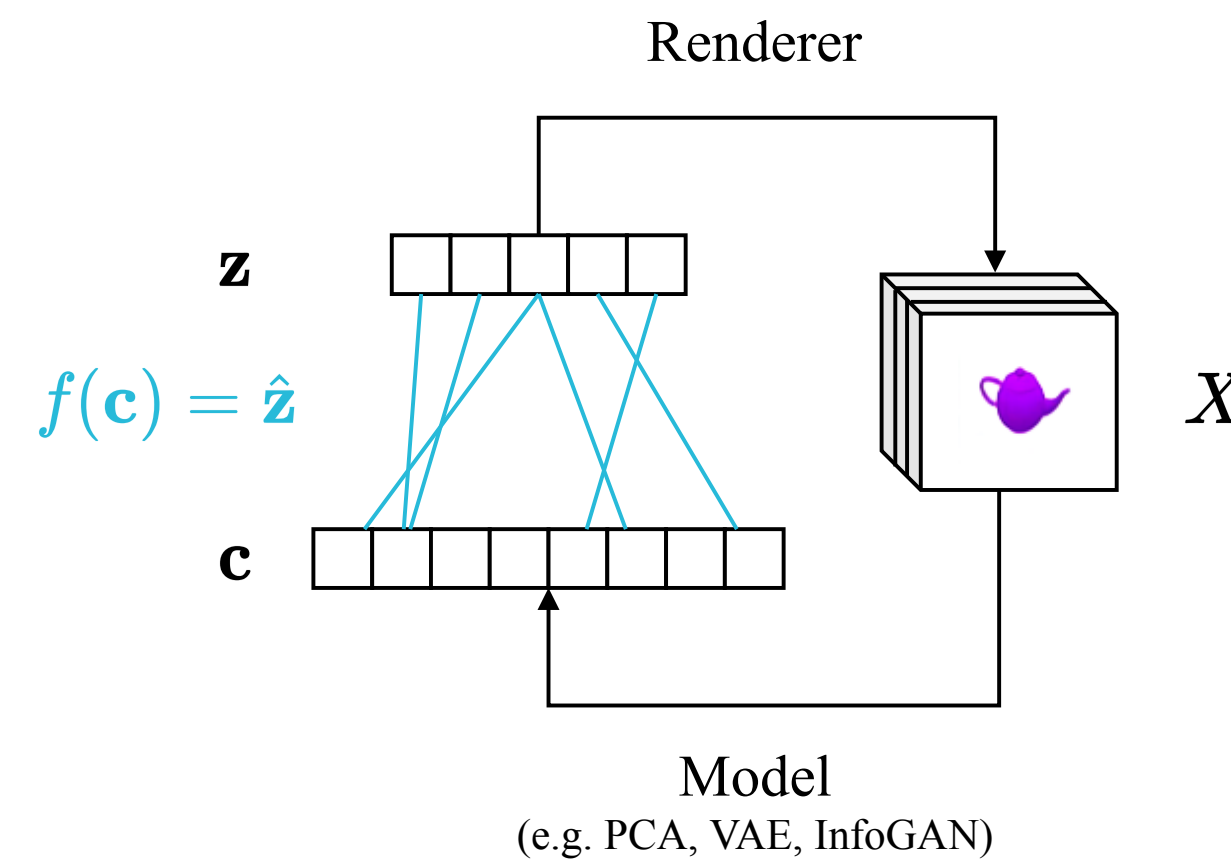 Renderer
z
f(c) = ẑ
X
c
Model
(e.g. PCA, VAE, InfoGAN)